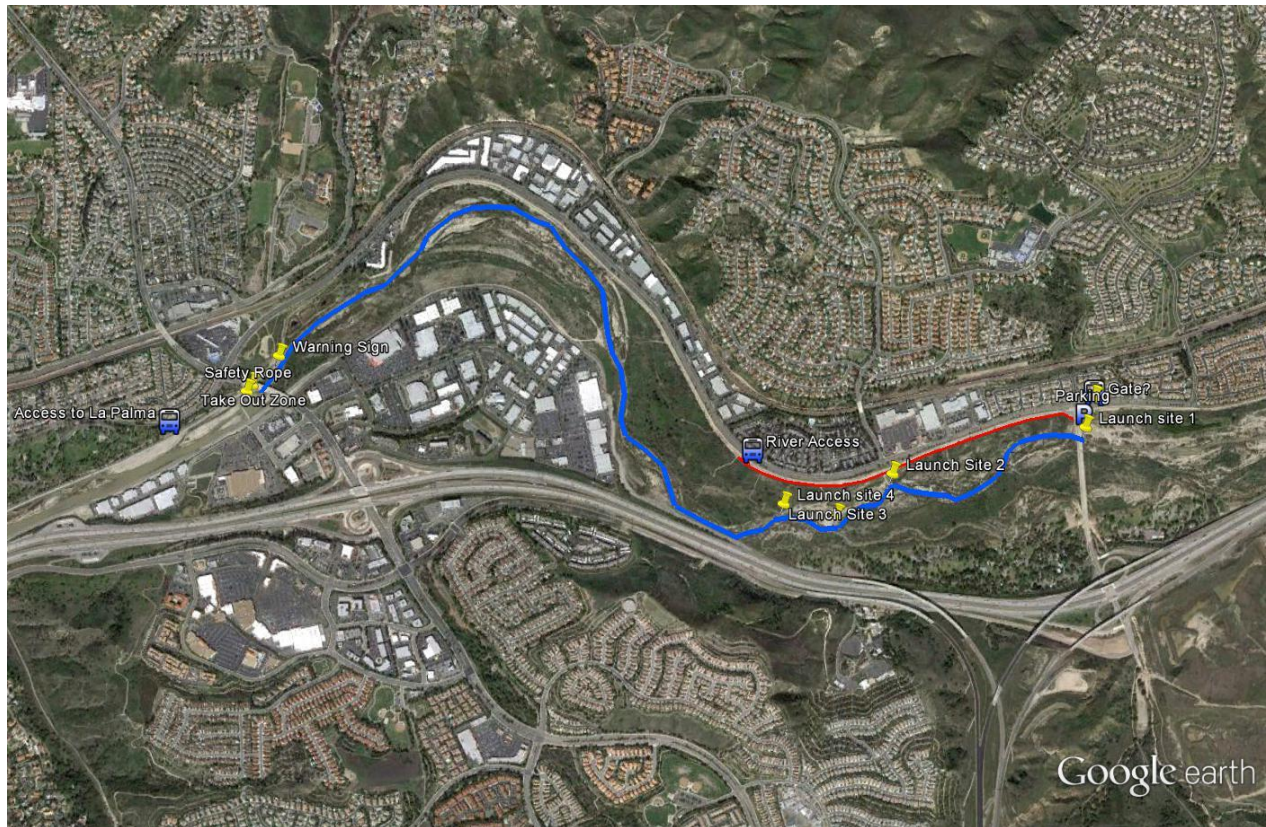 Warning Sign
Safety Rope
Take Out Zone
Access to La Palma
Gate?
Parking
P
Launch site 1
River Access
Launch Site 2
Launch site 4
Launch Site 3
Google earth